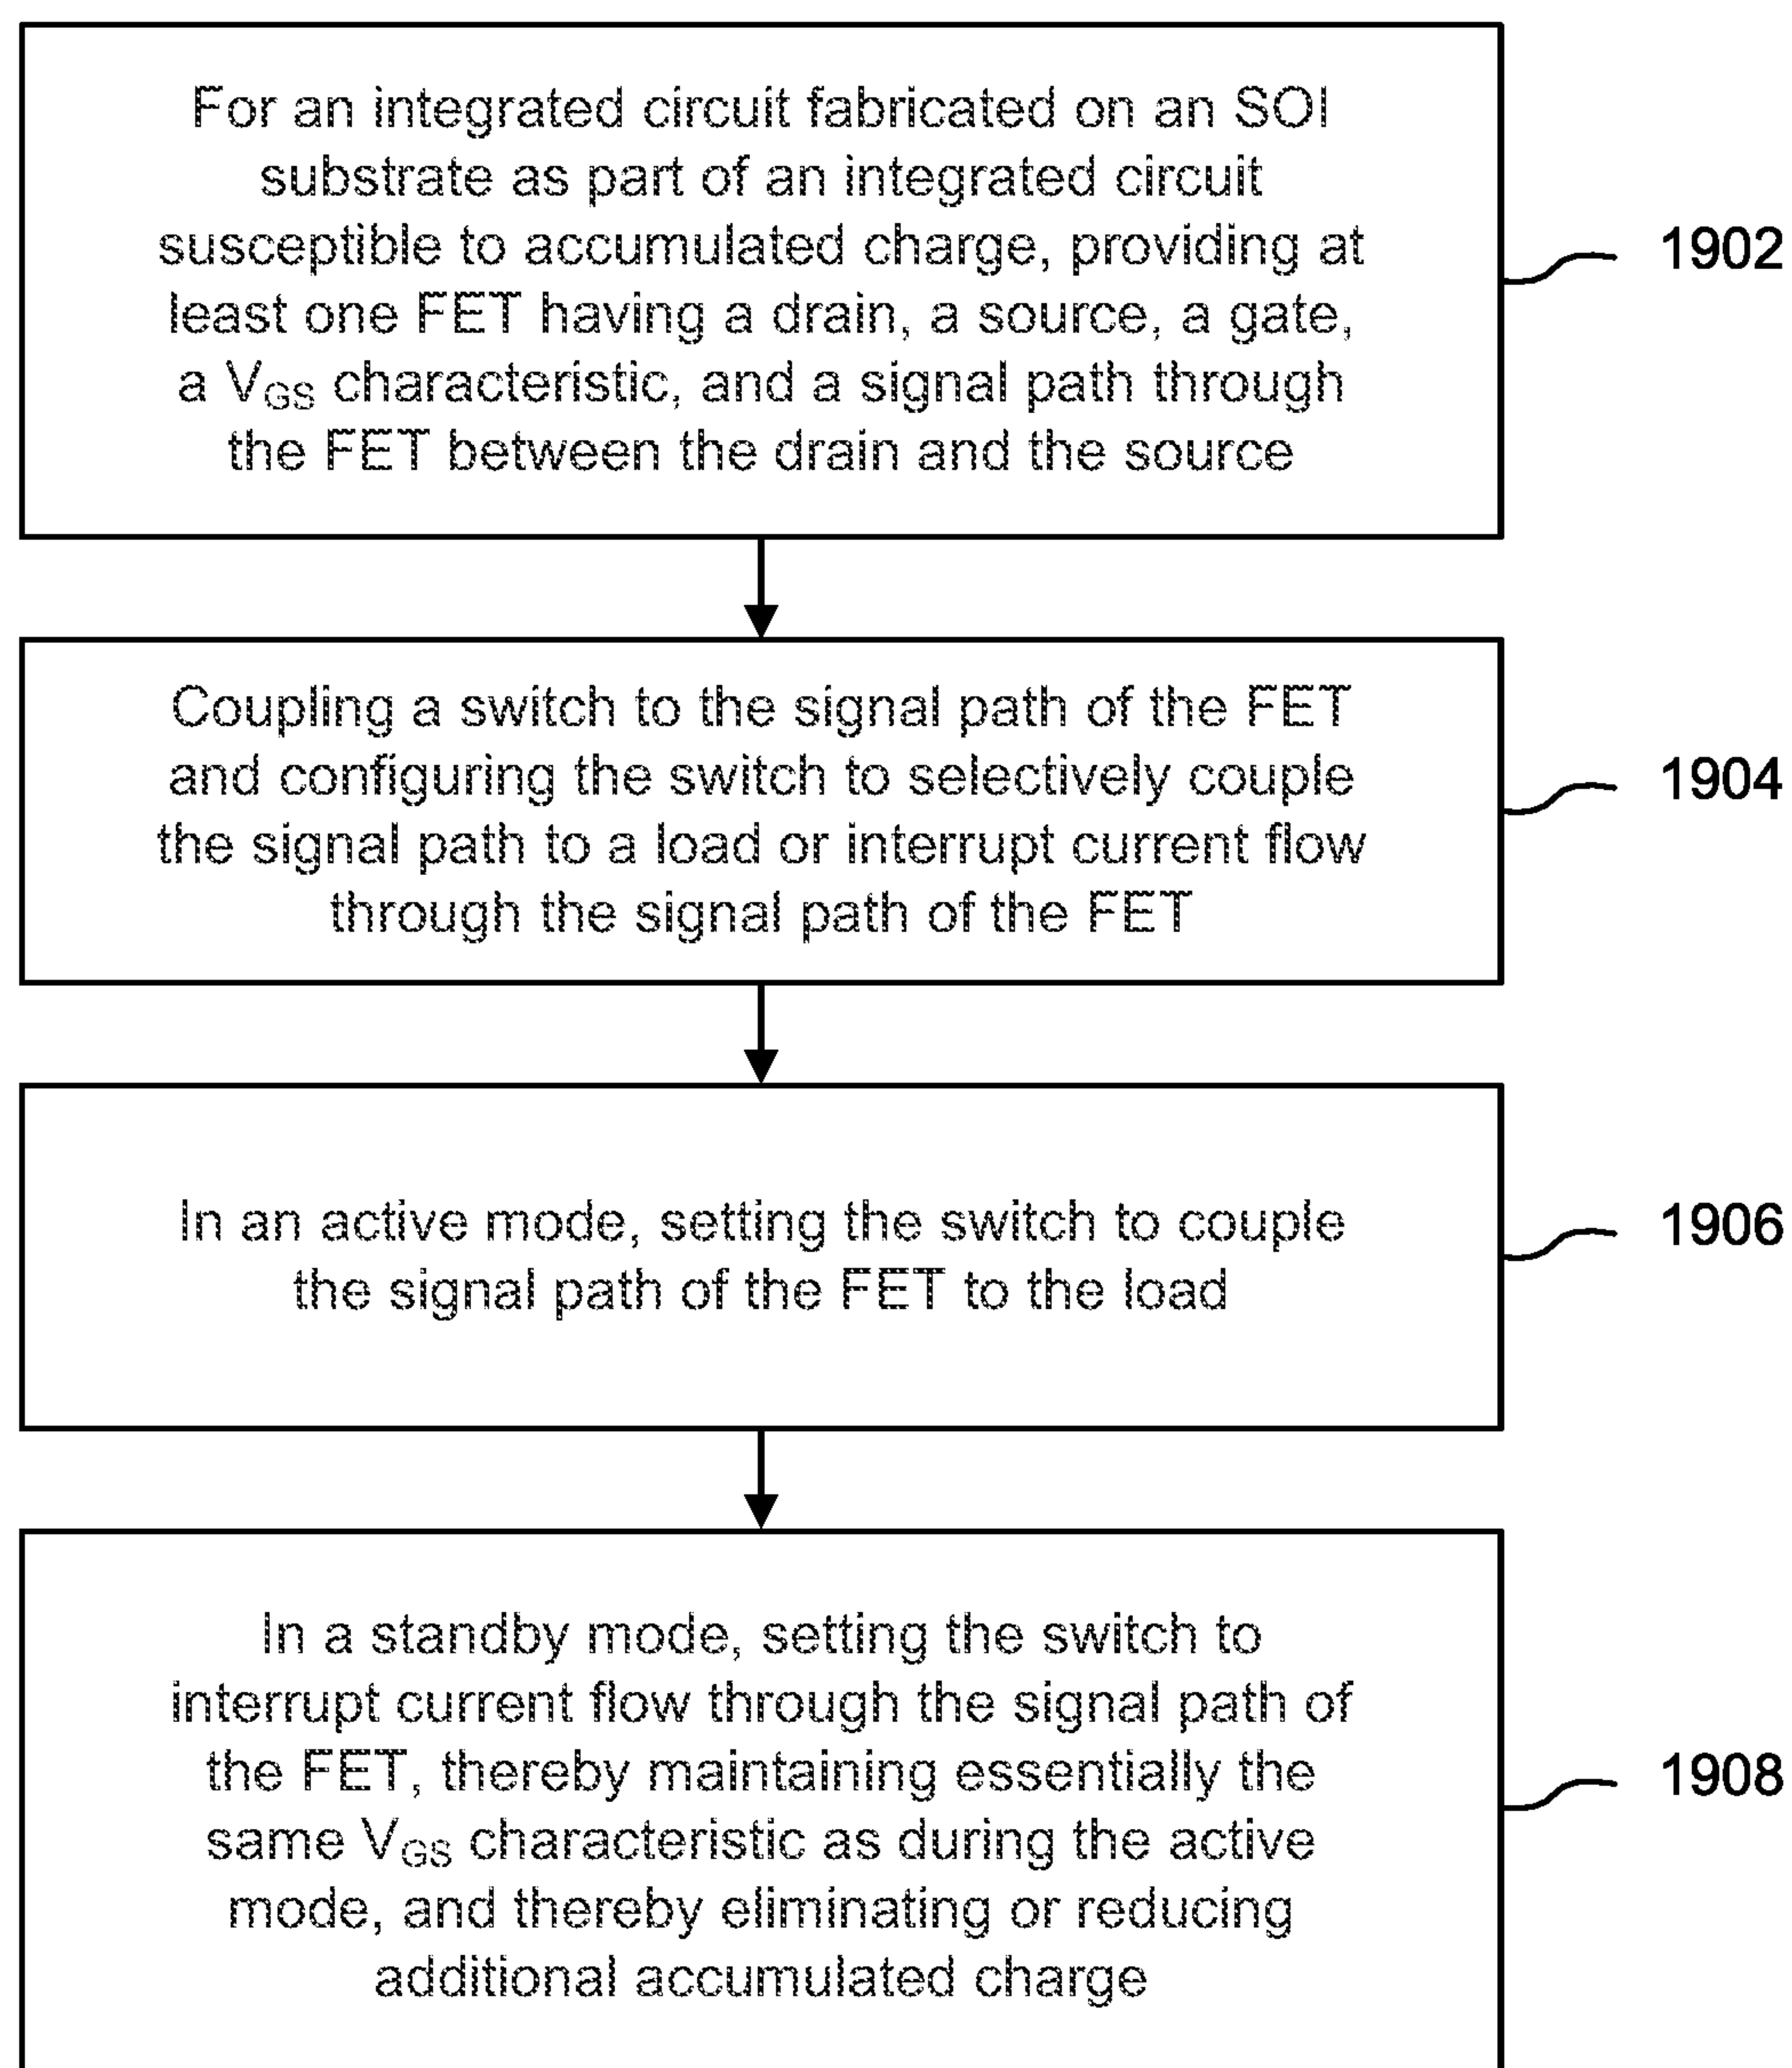 For an integrated circuit fabricated on an SOI
substrate as part of an integrated circuit
susceptible to accumulated charge, providing at
least one FET having a drain, a source, a gate,
a VGS characteristic, and a signal path through
the FET between the drain and the source
1902
Coupling a switch to the signal path of the FET
and configuring the switch to selectively couple
the signal path to a load or interrupt current flow
through the signal path of the FET
1904
In an active mode, setting the switch to couple
the signal path of the FET to the load
1906
In a standby mode, setting the switch to
interrupt current flow through the signal path of
the FET, thereby maintaining essentially the
same VGS characteristic as during the active
mode, and thereby eliminating or reducing
additional accumulated charge
1908